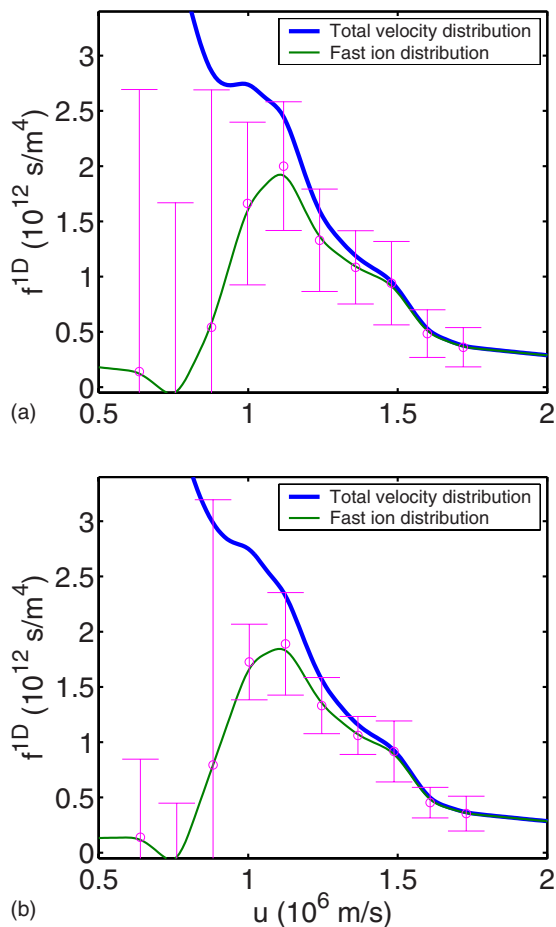 Total velocity distribution
Fast ion distribution
3
2.5
2
1.5
1
0.5
0
f^1D (10^12 s/m^4)
0.5
1
1.5
2
(a)
Total velocity distribution
Fast ion distribution
3
2.5
2
1.5
1
0.5
0
f^1D (10^12 s/m^4)
0.5
1
1.5
2
u (10^6 m/s)
(b)